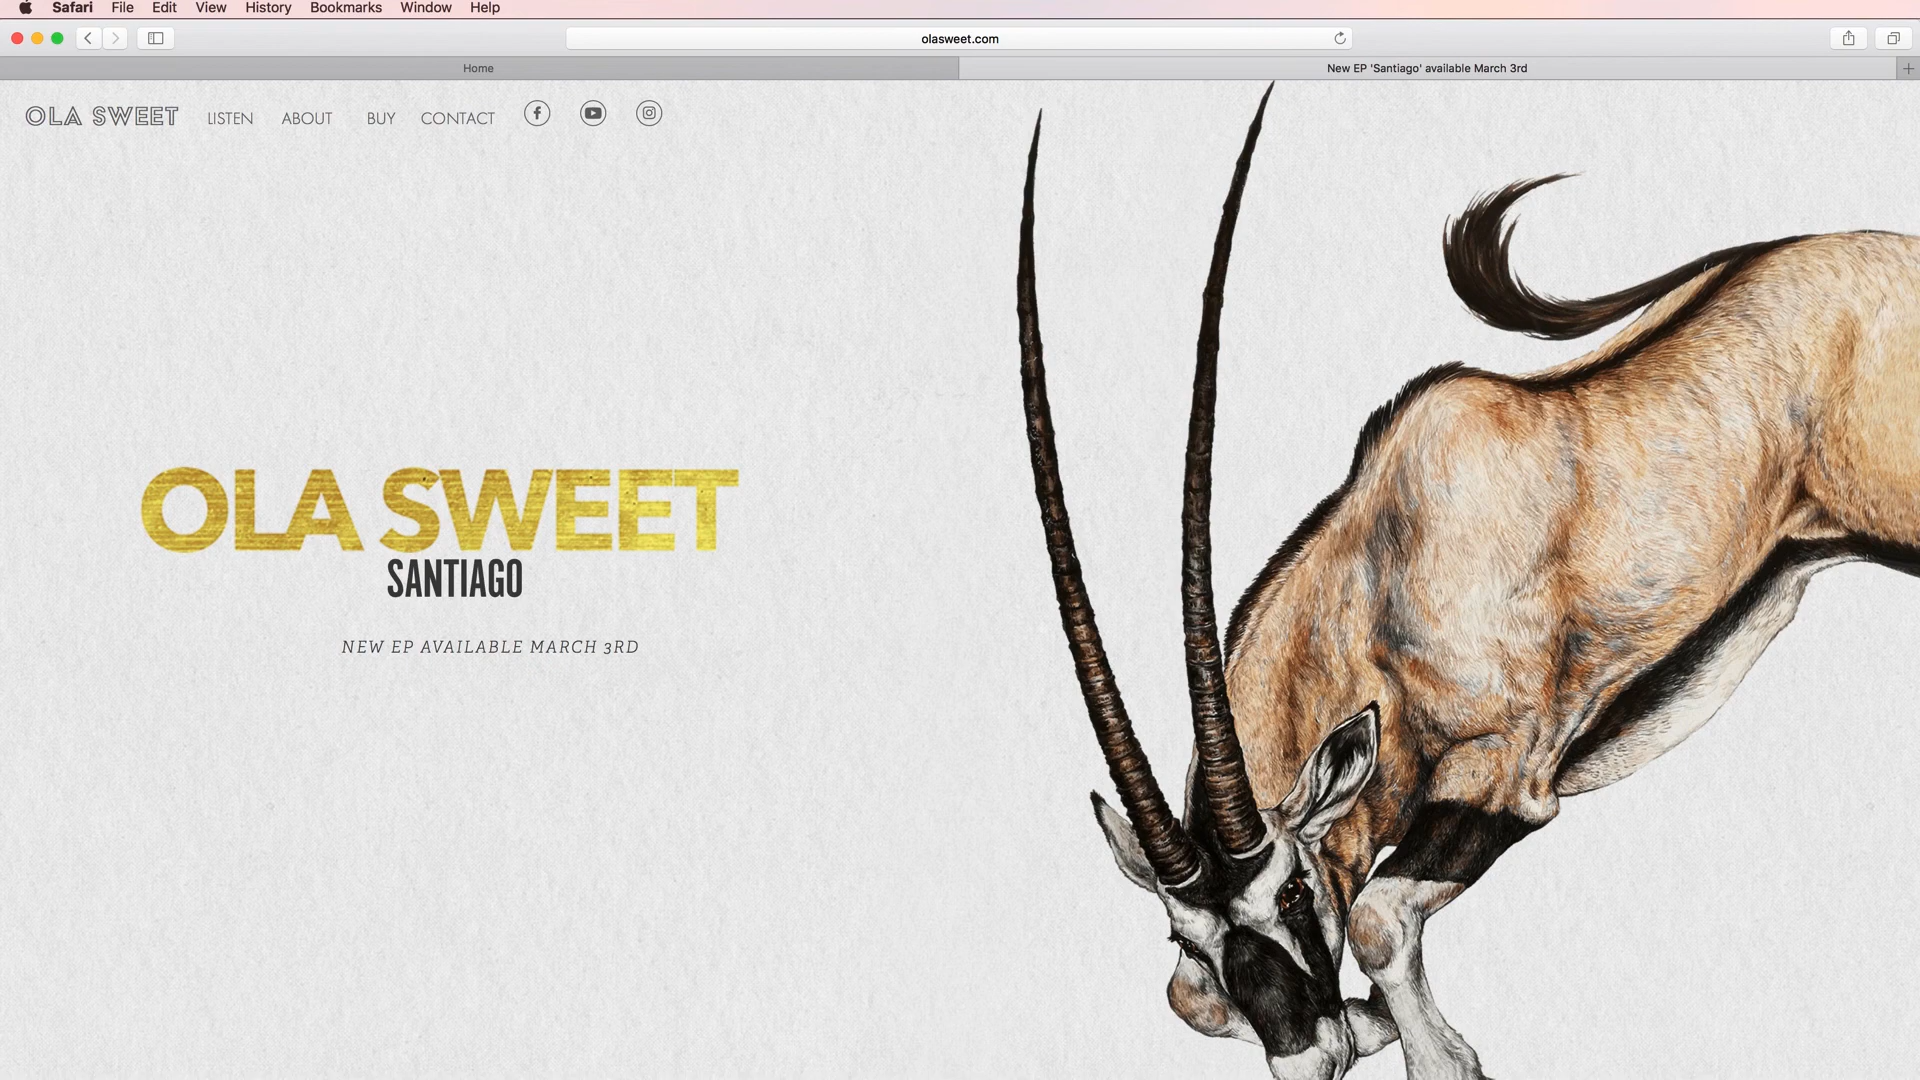 Safari File Edit View History Bookmarks Window Help
olasweet.com
Home
New EP 'Santiago' available March 3rd
OLA SWEET LISTEN ABOUT BUY CONTACT
OLA SWEET
SANTIAGO
NEW EP AVAILABLE MARCH 3RD